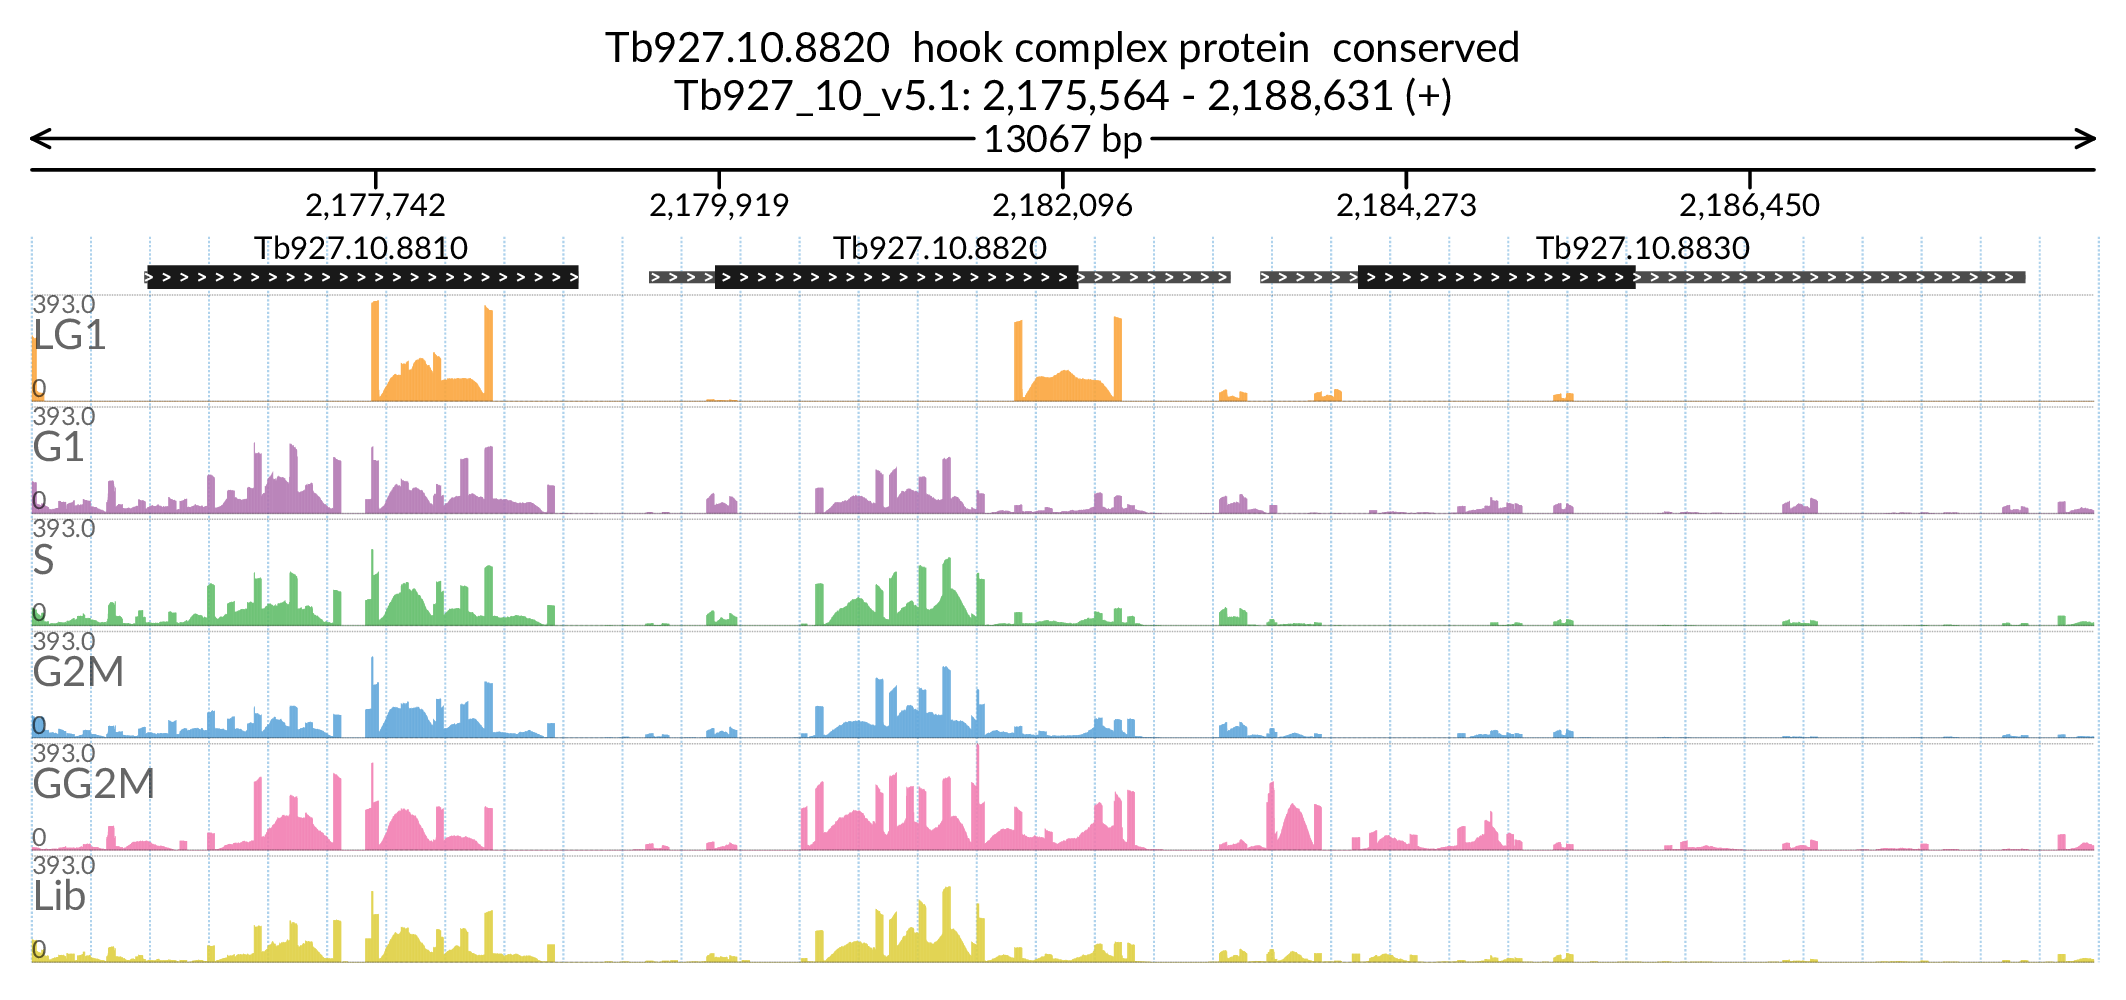 Tb927.10.8820  hook complex protein  conserved
Tb927_10_v5.1: 2,175,564 - 2,188,631 (+)
13067 bp
2,177,742 2,179,919 2,182,096 2,184,273 2,186,450
Tb927.10.8810 Tb927.10.8820 Tb927.10.8830
393.0
LG1
0
393.0
G1
0
393.0
S
0
393.0
G2M
0
393.0
GG2M
0
393.0
Lib
0